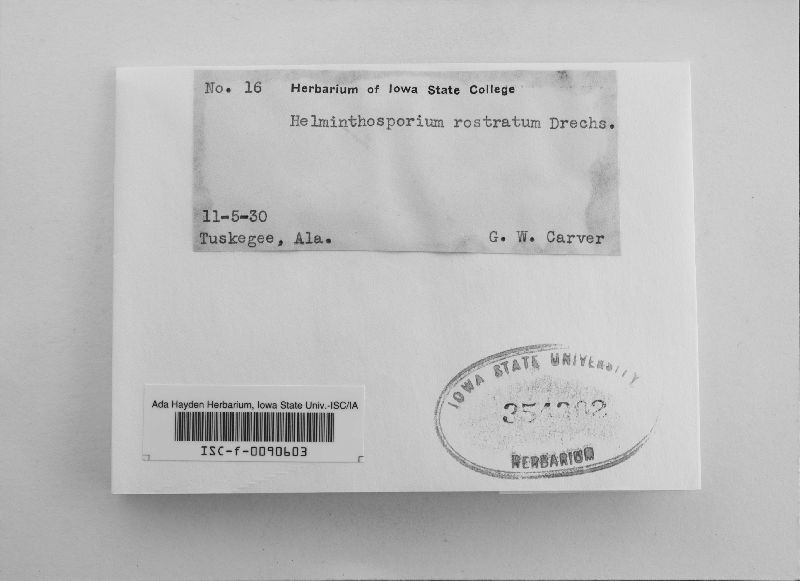 No. 16 Herbarium of Iowa State College
Helminthosporium rostratum Drechs.
11-5-30
Tuskegee, Ala. G. W. Carver
Ada Hayden Herbarium, Iowa State Univ.-ISC/IA
ISC-f-0090603
IOWA STATE UNIVERSITY
HERBARIUM